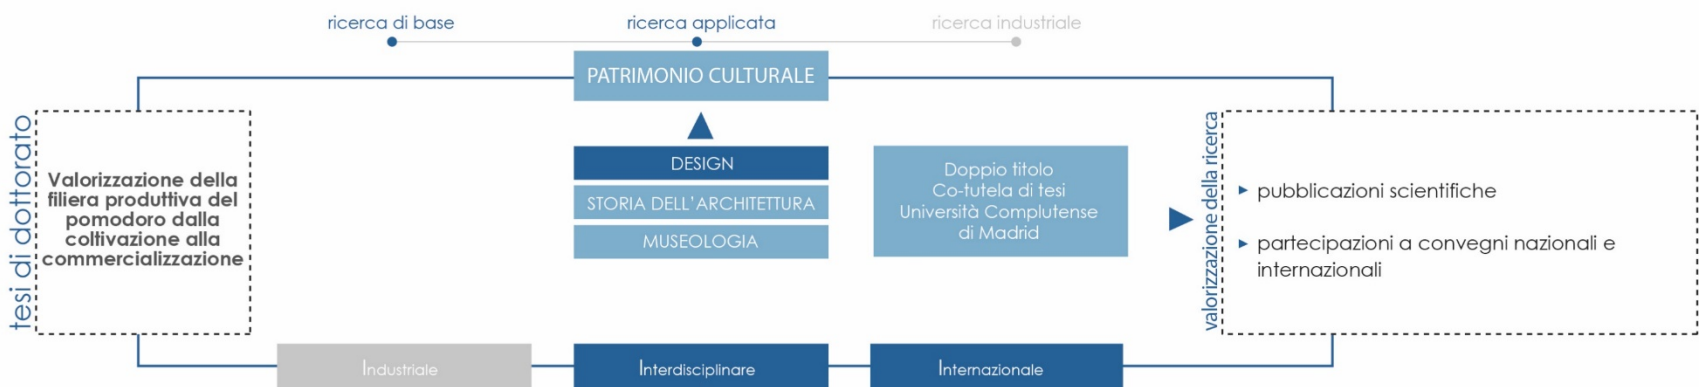 ricerca di base
ricerca applicata
ricerca industriale
PATRIMONIO CULTURALE
tesi di dottorato
Valorizzazione della
filiera produttiva del
pomodoro dalla
coltivazione alla
commercializzazione
DESIGN
STORIA DELL'ARCHITETTURA
MUSEOLOGIA
Doppio titolo
Co-tutela di tesi
Università Complutense
di Madrid
valorizzazione della ricerca
pubblicazioni scientifiche
partecipazioni a convegni nazionali e
internazionali
Industriale
Interdisciplinare
Internazionale